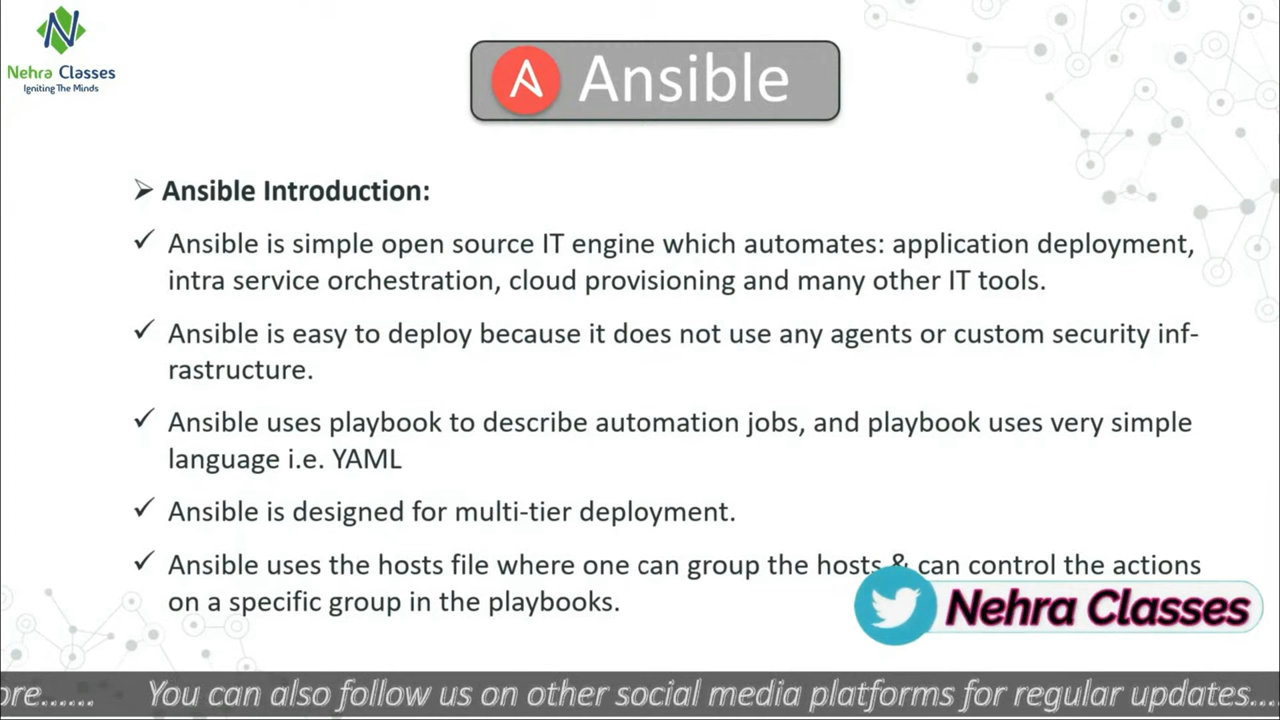 Nehra Classes
Igniting The Minds
Ansible
Ansible Introduction:
Ansible is simple open source IT engine which automates: application deployment,
intra service orchestration, cloud provisioning and many other IT tools.
Ansible is easy to deploy because it does not use any agents or custom security inf-
rastructure.
Ansible uses playbook to describe automation jobs, and playbook uses very simple
language i.e. YAML
Ansible is designed for multi-tier deployment.
Ansible uses the hosts file where one can group the hosts & can control the actions
on a specific group in the playbooks.
Nehra Classes
ore...... You can also follow us on other social media platforms for regular updates....